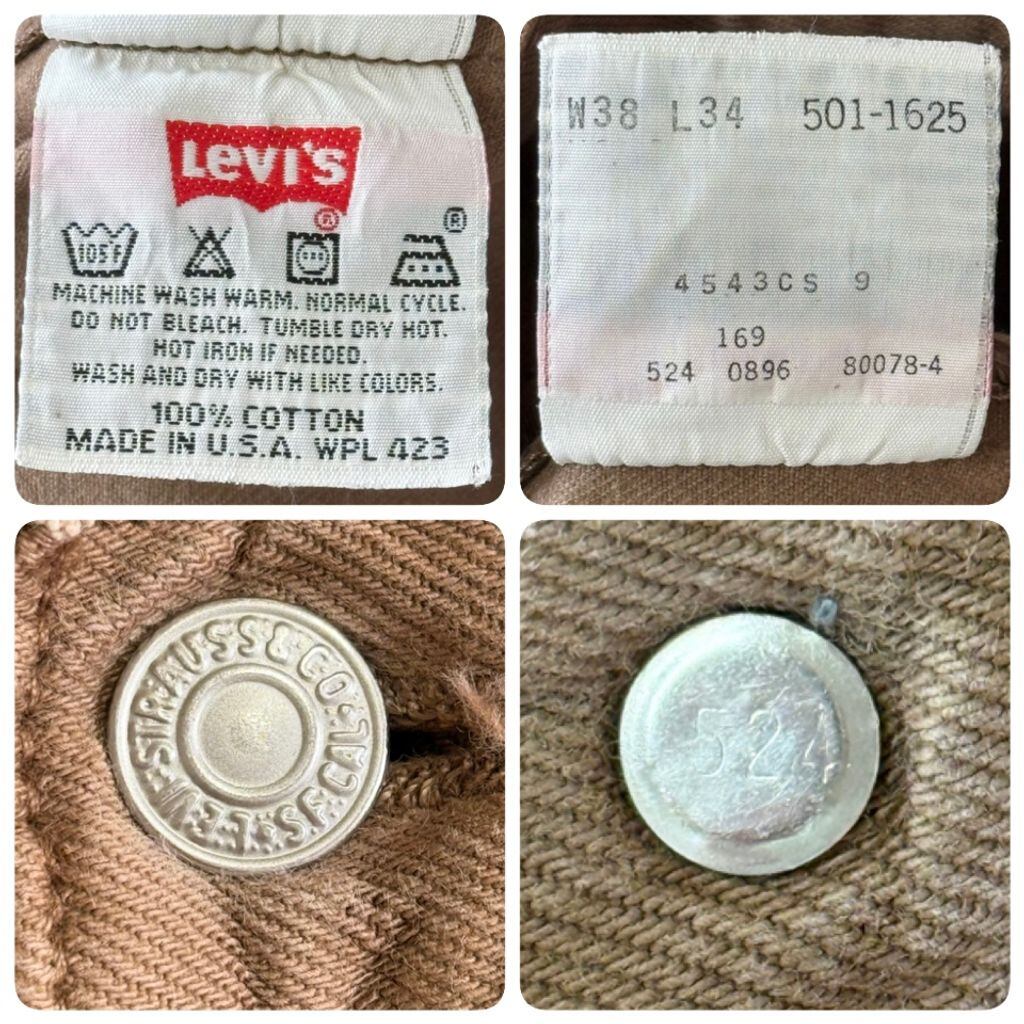 Levi's
®
®
105°F
MACHINE WASH WARM. NORMAL CYCLE.
DO NOT BLEACH. TUMBLE DRY HOT.
HOT IRON IF NEEDED.
WASH AND DRY WITH LIKE COLORS.
100% COTTON
MADE IN U.S.A. WPL 423
W38 L34 501-1625
4543CS 9
169
524 0896 80078-4
LEVI STRAUSS & CO. S.F. CAL
524